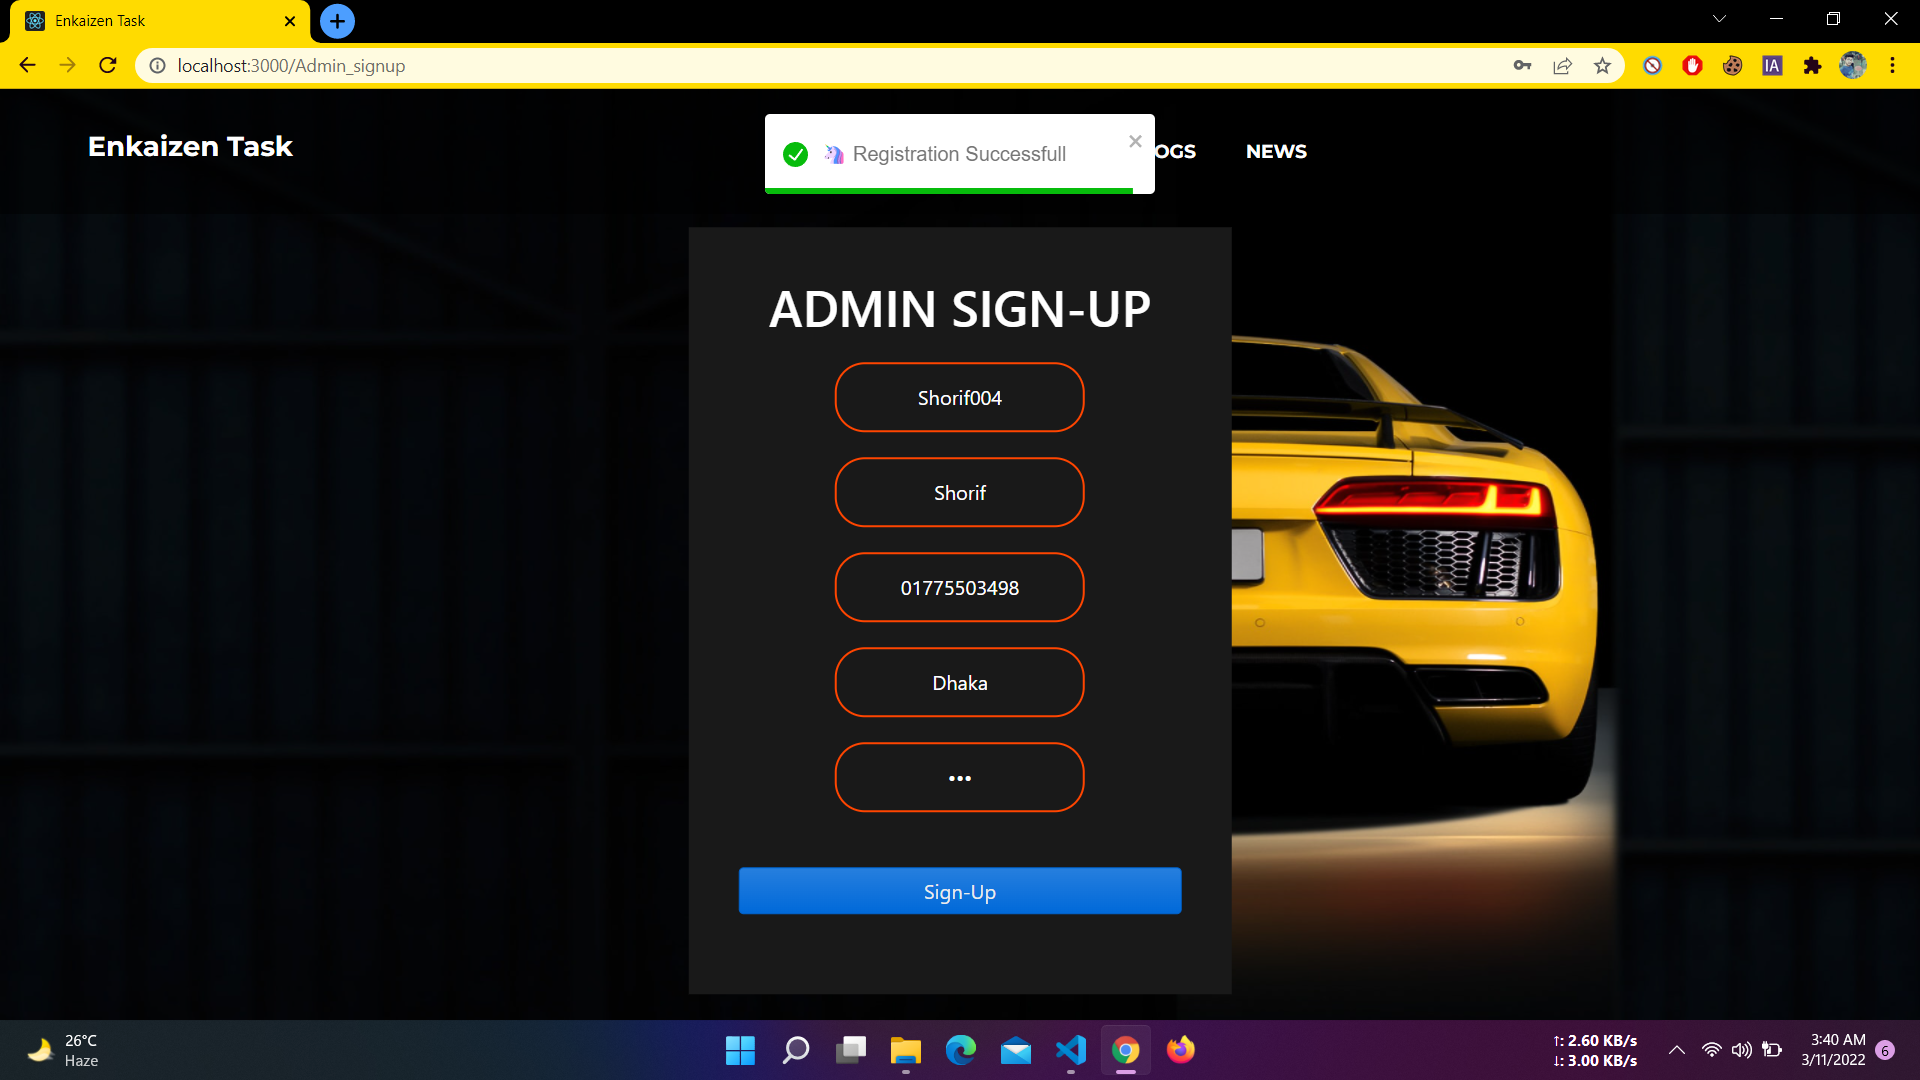 Enkaizen Task
localhost:3000/Admin_signup
IA
Enkaizen Task
Registration Successfull
OGS
NEWS
ADMIN SIGN-UP
Shorif004
Shorif
01775503498
Dhaka
•••
Sign-Up
26°C
Haze
↑: 2.60 KB/s
↓: 3.00 KB/s
3:40 AM
3/11/2022
6